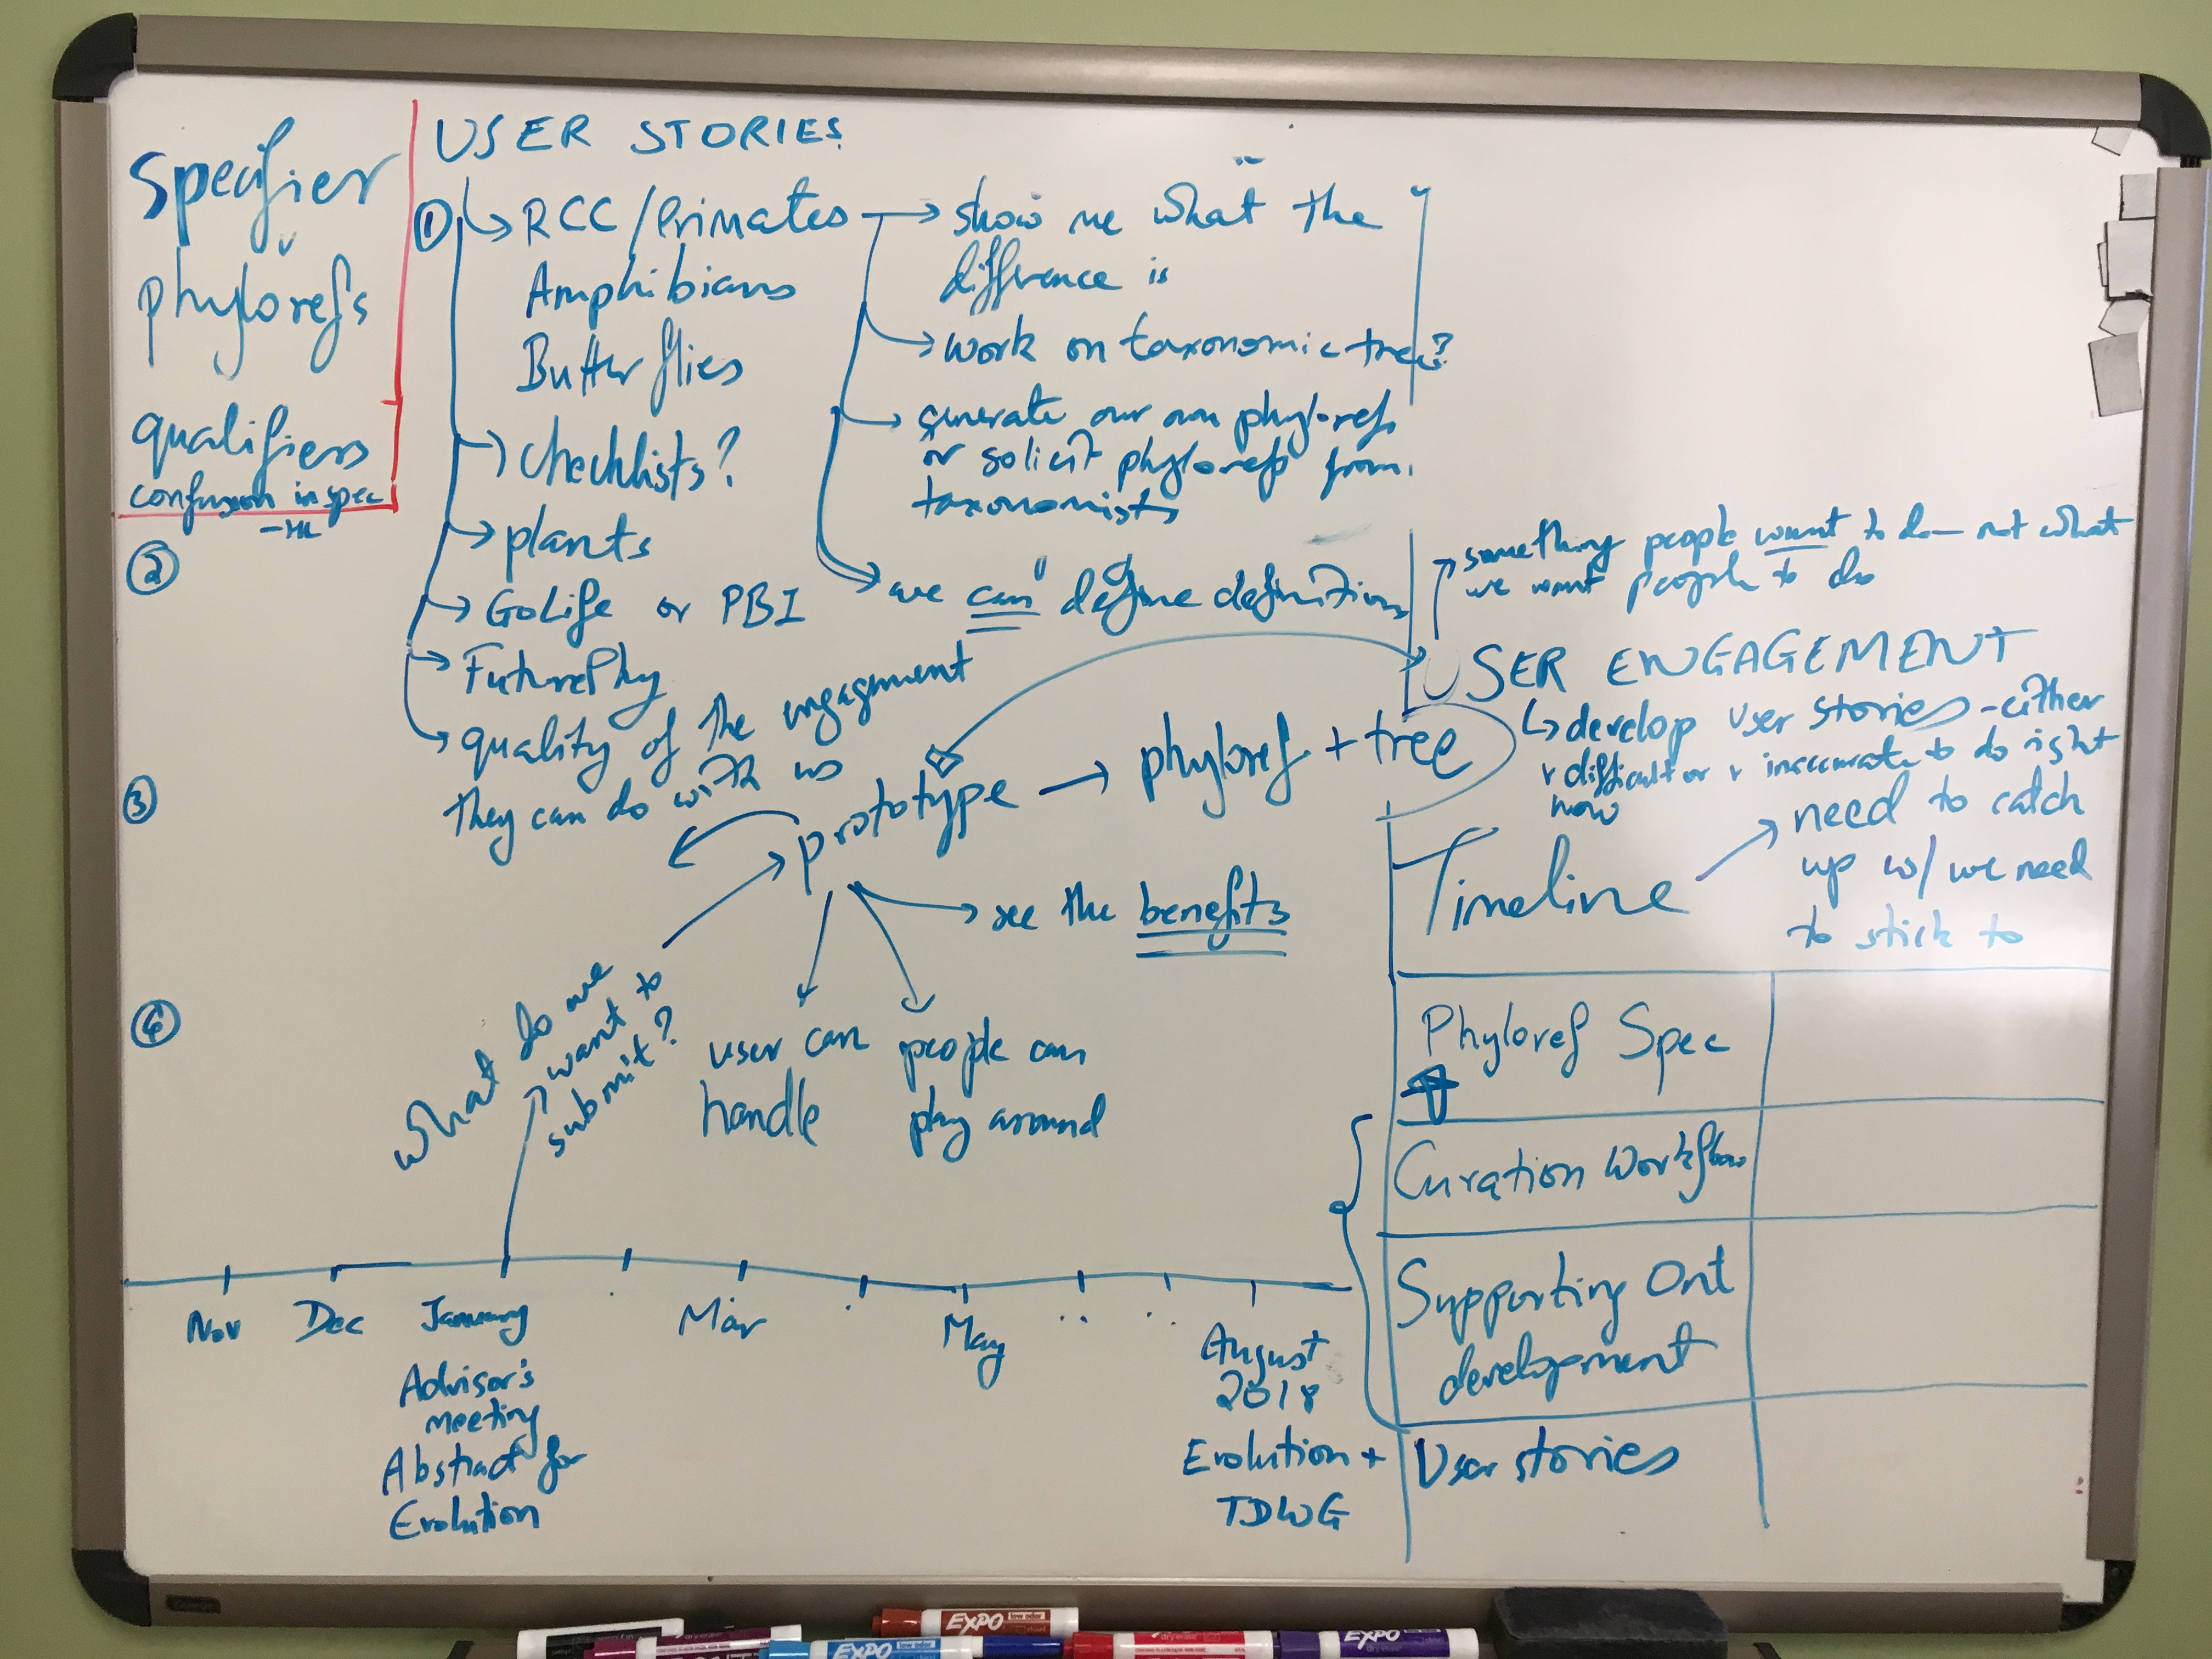 Specifier
phylorefs
qualifiers
confusion in spec
- HL
USER STORIES
①
RCC / Primates
Amphibians
Butterflies
checklists?
plants
GoLife or PBI
FuturePhy
quality of the engagement
they can do with us
show me what the
difference is
work on taxonomic tree?
generate our own phylorefs
or solicit phylorefs from
taxonomists
we can define definitions
②
③
④
something people want to do - not what
we want people to do
USER ENGAGEMENT
develop user stories - either
difficult or inaccurate to do right
now
prototype → phyloref + tree
see the benefits
user can
handle
people can
play around
what do we
want to
submit?
Timeline
need to catch
up w/ we need
to stick to
Phyloref Spec
Curation Workflow
Supporting Ont
development
User stories
Nov
Dec
January
Mar
May
August
2018
Advisor's
meeting
Abstract for
Evolution
Evolution +
TDWG
EXPO
low odor
EXPO
EXPO